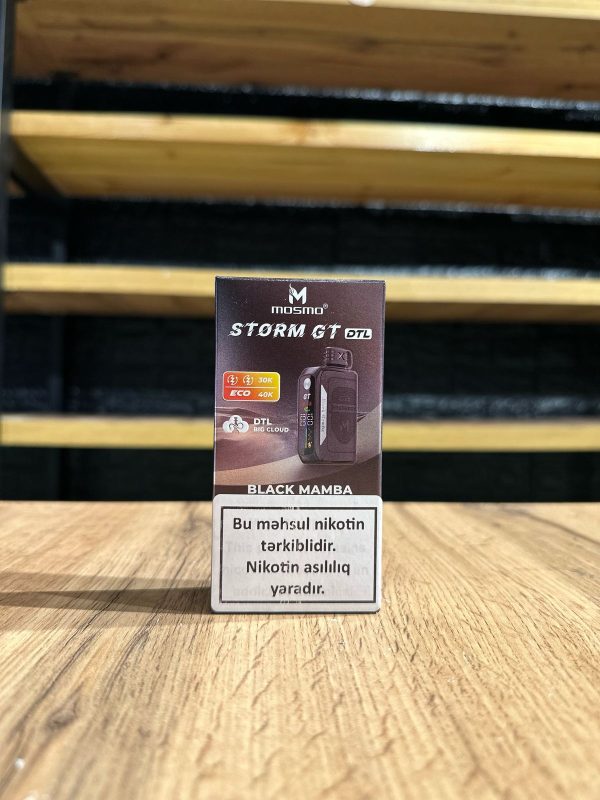 M
MOSMO®
STORM GT DTL
30K
ECO 40K
DTL
BIG CLOUD
GT
BLACK MAMBA
Bu məhsul nikotin
tərkiblidir.
Nikotin asılılıq
yaradır.